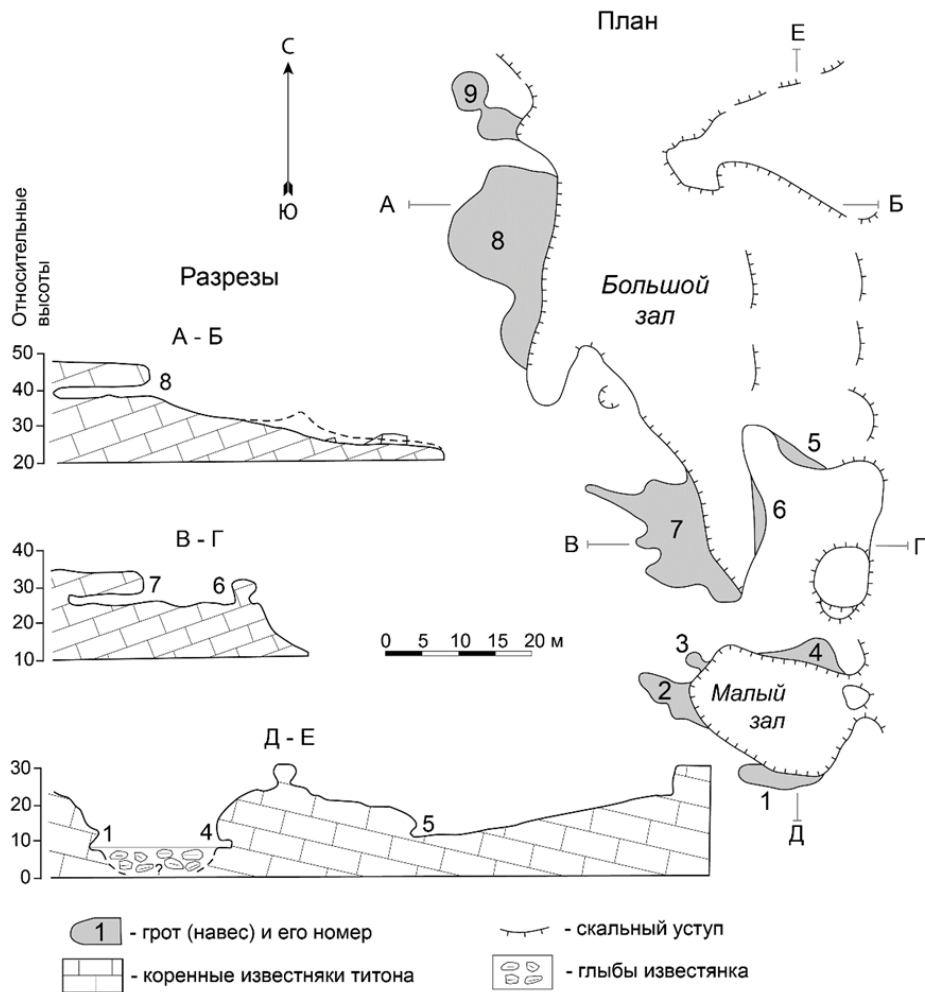 План
С
Ю
Е
9
А
Б
8
Большой
зал
Относительные
высоты
Разрезы
А - Б
50
40
30
20
8
5
6
7
В
Г
В - Г
40
30
20
10
7
6
0 5 10 15 20 м
3
4
2
Малый
зал
1
Д
Д - Е
30
20
10
0
1
4
5
?
1 - грот (навес) и его номер
- скальный уступ
- коренные известняки титона
- глыбы известянка